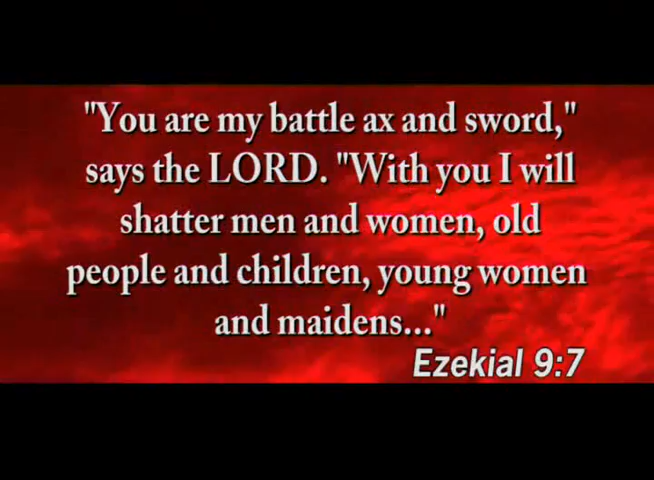 "You are my battle ax and sword,"
says the LORD. "With you I will
shatter men and women, old
people and children, young women
and maidens..."
Ezekial 9:7